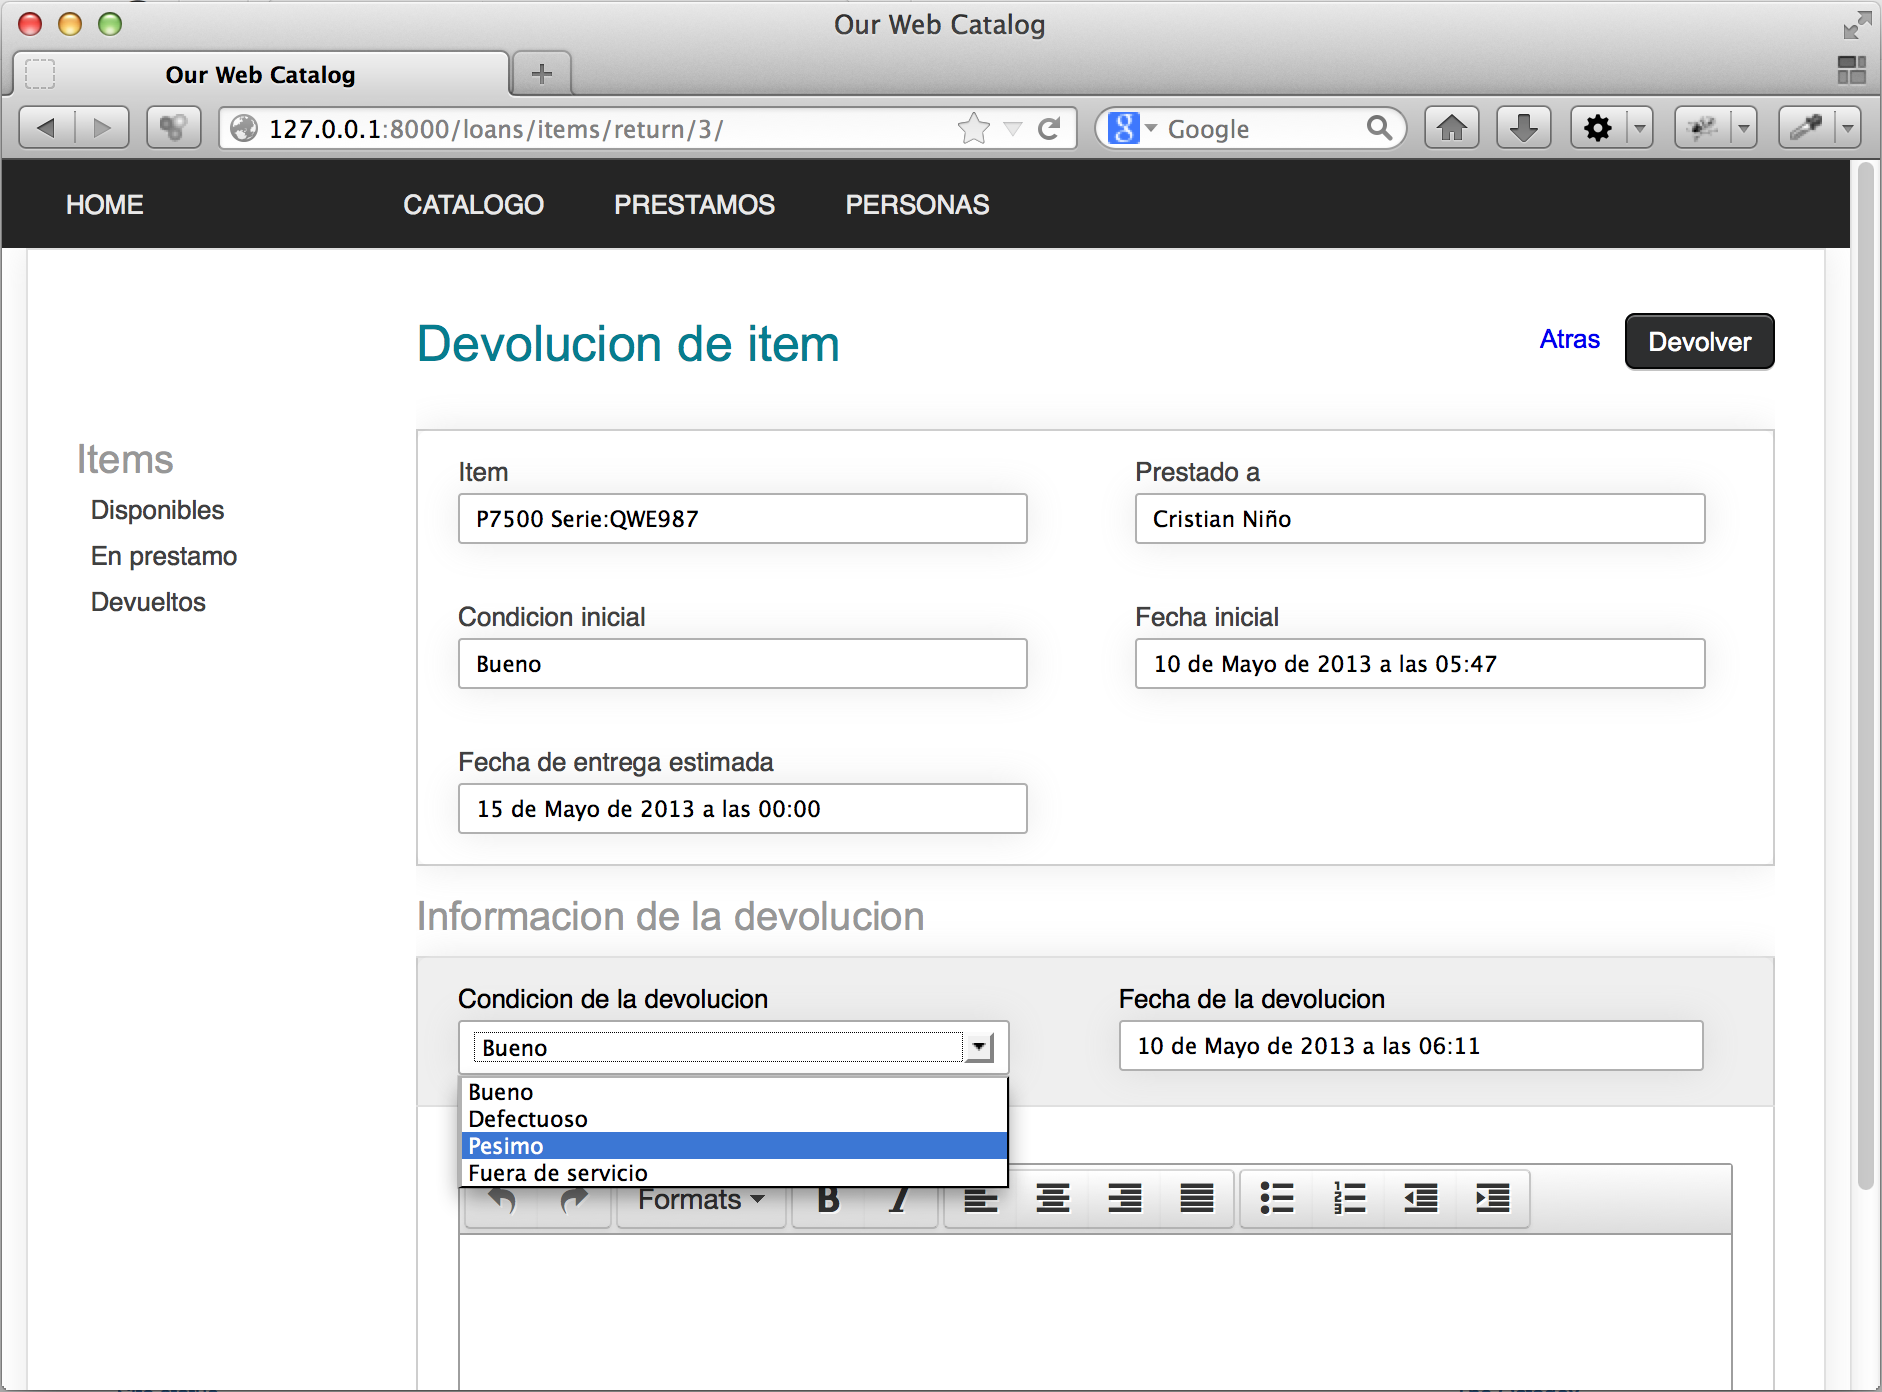 Our Web Catalog
Our Web Catalog
127.0.0.1:8000/loans/items/return/3/
Google
HOME CATALOGO PRESTAMOS PERSONAS
Devolucion de item
Atras
Devolver
Items
Disponibles
En prestamo
Devueltos
Item
P7500 Serie:QWE987
Prestado a
Cristian Niño
Condicion inicial
Bueno
Fecha inicial
10 de Mayo de 2013 a las 05:47
Fecha de entrega estimada
15 de Mayo de 2013 a las 00:00
Informacion de la devolucion
Condicion de la devolucion
Bueno
Fecha de la devolucion
10 de Mayo de 2013 a las 06:11
Bueno
Defectuoso
Pesimo
Fuera de servicio
Formats B I